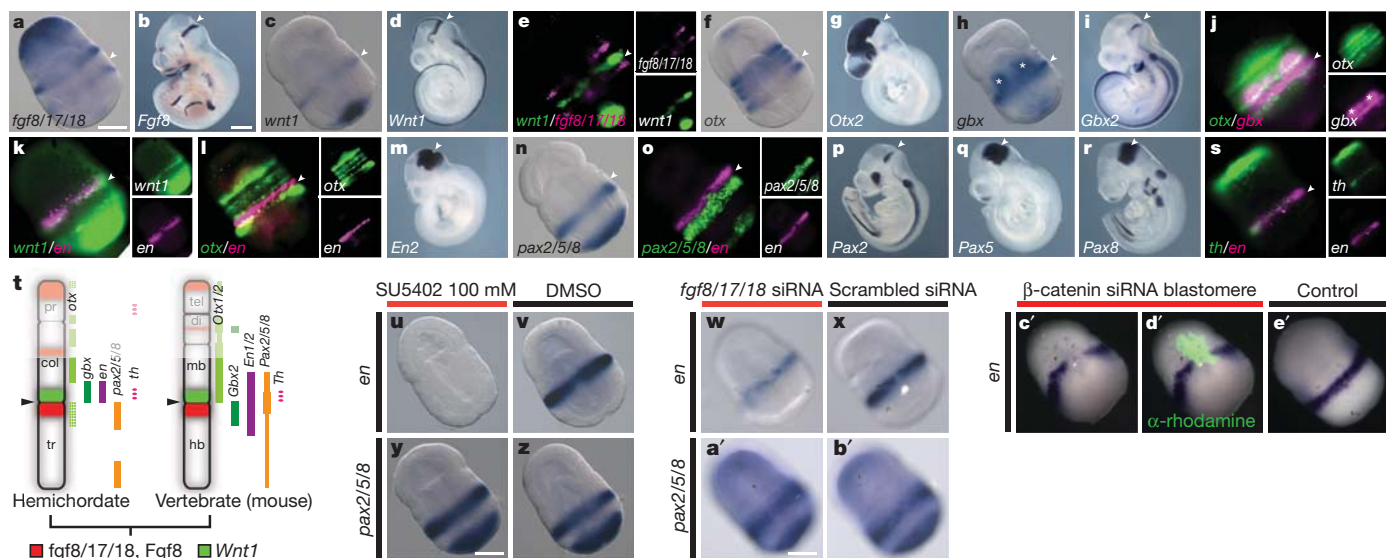 a
fgf8/17/18
b
Fgf8
c
wnt1
d
Wnt1
e
fgf8/17/18
wnt1/fgf8/17/18
wnt1
f
otx
g
Otx2
h
gbx
i
Gbx2
j
otx
otx/gbx
gbx
k
wnt1
wnt1/en
en
l
otx
otx/en
en
m
En2
n
pax2/5/8
o
pax2/5/8
pax2/5/8/en
en
p
Pax2
q
Pax5
r
Pax8
s
th
th/en
en
t
pr
col
tr
otx
gbx
en
pax2/5/8
th
Hemichordate
tel
di
mb
hb
Otx1/2
Gbx2
En1/2
Pax2/5/8
Th
Vertebrate (mouse)
fgf8/17/18, Fgf8
Wnt1
SU5402 100 mM
DMSO
en
u
v
pax2/5/8
y
z
fgf8/17/18 siRNA
Scrambled siRNA
en
w
x
pax2/5/8
a′
b′
β-catenin siRNA blastomere
Control
en
c′
d′
α-rhodamine
e′